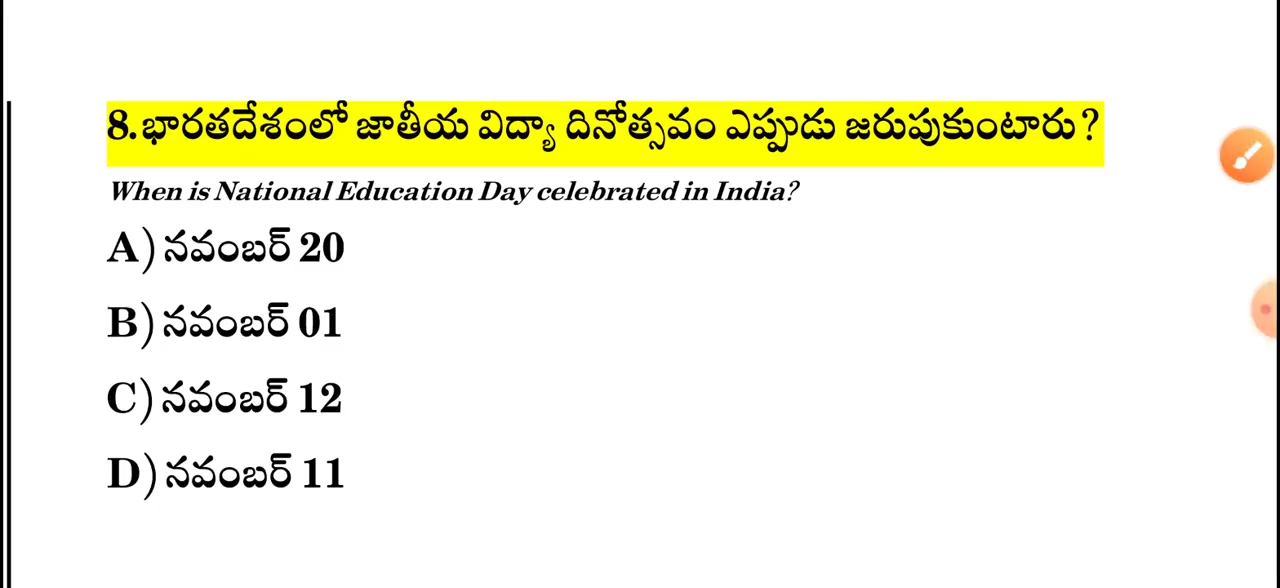 8.భారతదేశంలో జాతీయ విద్యా దినోత్సవం ఎప్పుడు జరుపుకుంటారు?
When is National Education Day celebrated in India?
A) నవంబర్ 20
B) నవంబర్ 01
C) నవంబర్ 12
D) నవంబర్ 11